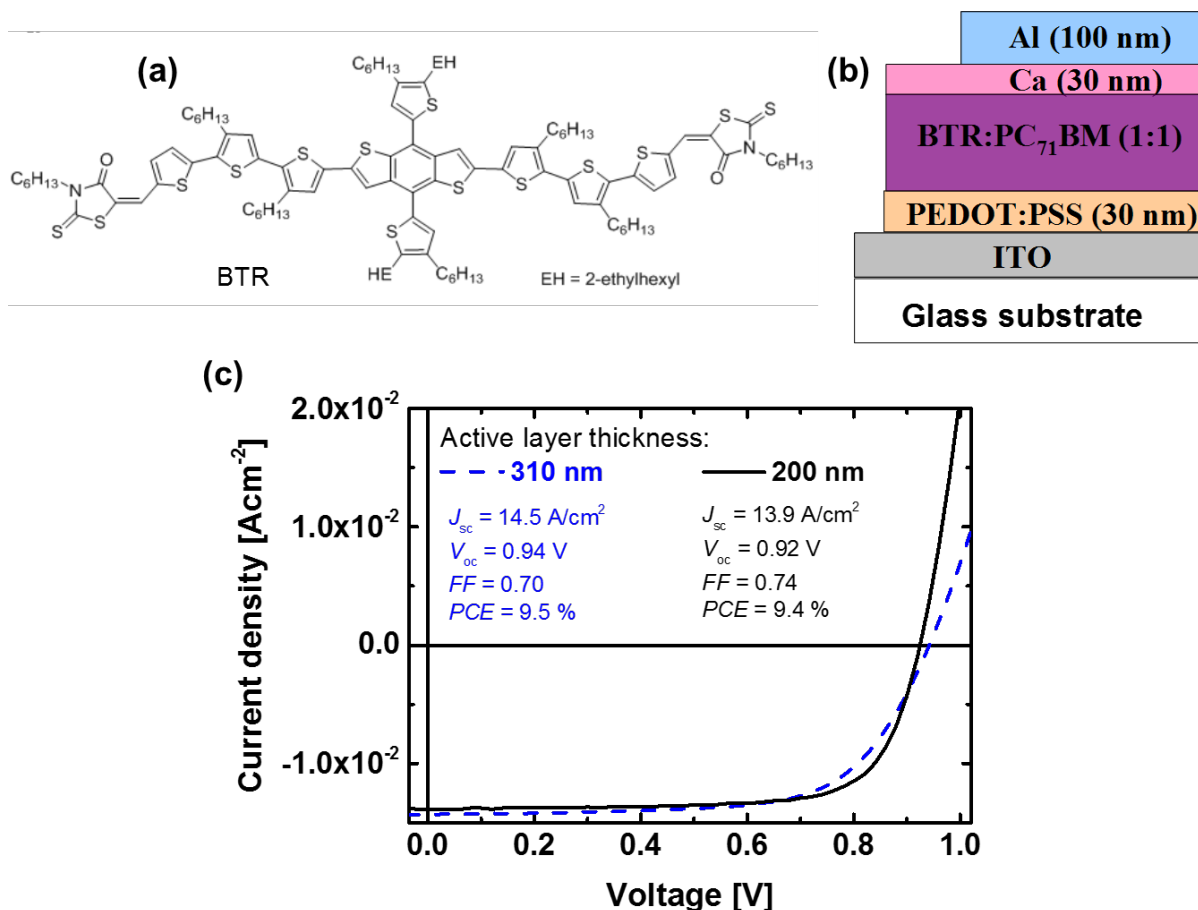 (a)
C₆H₁₃
EH
S
C₆H₁₃
S
C₆H₁₃
S
C₆H₁₃
O
S
S
S
S
N
C₆H₁₃
C₆H₁₃
N
O
S
S
S
S
S
S
O
S
S
C₆H₁₃
C₆H₁₃
S
HE
C₆H₁₃
BTR
EH = 2-ethylhexyl
(b)
Al (100 nm)
Ca (30 nm)
BTR:PC₇₁BM (1:1)
PEDOT:PSS (30 nm)
ITO
Glass substrate
(c)
Current density [Acm⁻²]
2.0x10⁻²
1.0x10⁻²
0.0
-1.0x10⁻²
Active layer thickness:
310 nm
Jsc = 14.5 A/cm²
Voc = 0.94 V
FF = 0.70
PCE = 9.5 %
200 nm
Jsc = 13.9 A/cm²
Voc = 0.92 V
FF = 0.74
PCE = 9.4 %
0.0 0.2 0.4 0.6 0.8 1.0
Voltage [V]